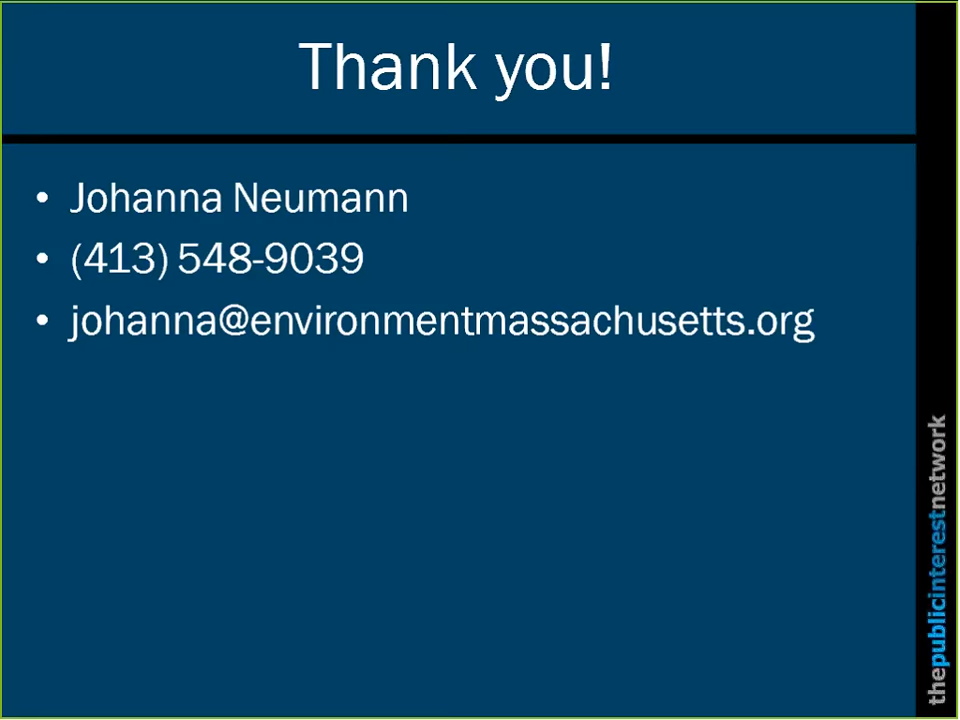 Thank you!
• Johanna Neumann
• (413) 548-9039
• johanna@environmentmassachusetts.org
thepublicinterestnetwork